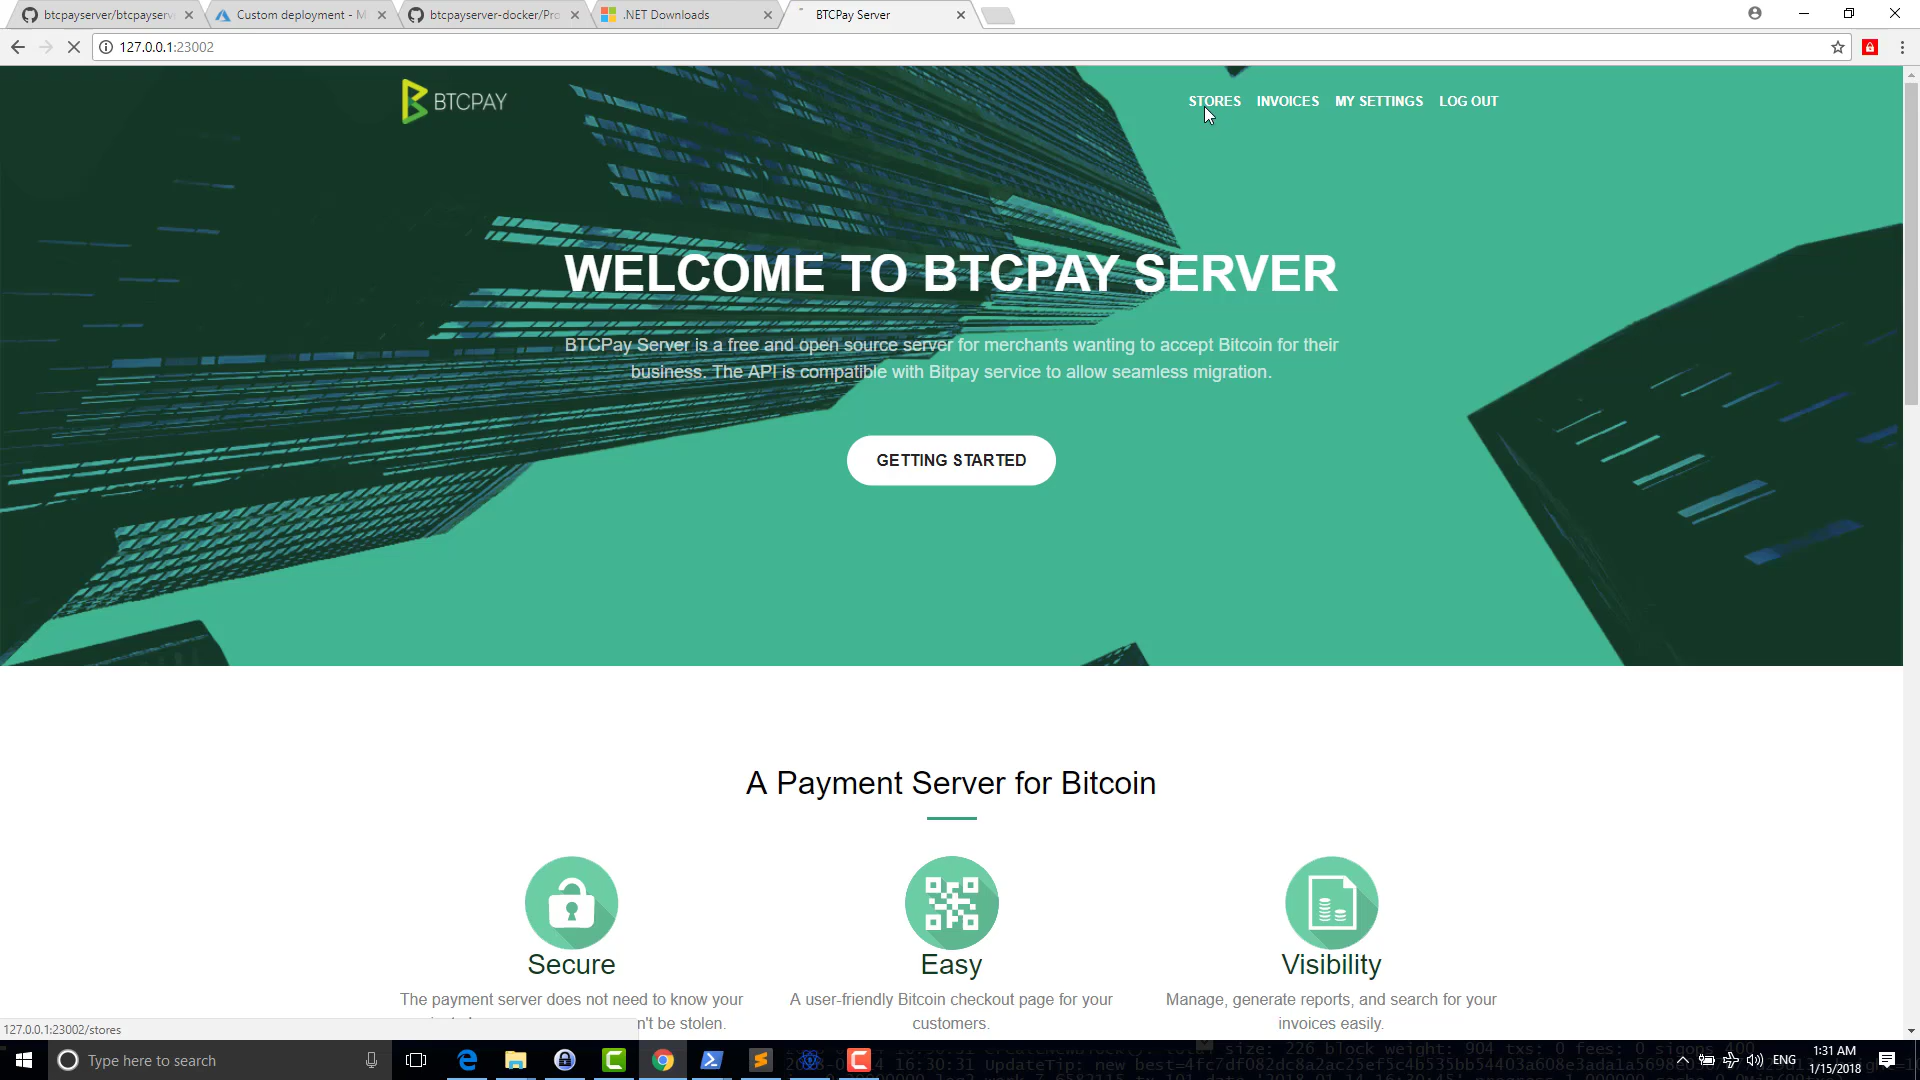 btcpayserver/btcpayserv
Custom deployment - M
btcpayserver-docker/Pro
.NET Downloads
BTCPay Server
127.0.0.1:23002
BTCPAY
STORES INVOICES MY SETTINGS LOG OUT
WELCOME TO BTCPAY SERVER
BTCPay Server is a free and open source server for merchants wanting to accept Bitcoin for their
business. The API is compatible with Bitpay service to allow seamless migration.
GETTING STARTED
A Payment Server for Bitcoin
Secure
The payment server does not need to know your
n't be stolen.
Easy
A user-friendly Bitcoin checkout page for your
customers.
Visibility
Manage, generate reports, and search for your
invoices easily.
127.0.0.1:23002/stores
Type here to search
ENG
1:31 AM
1/15/2018